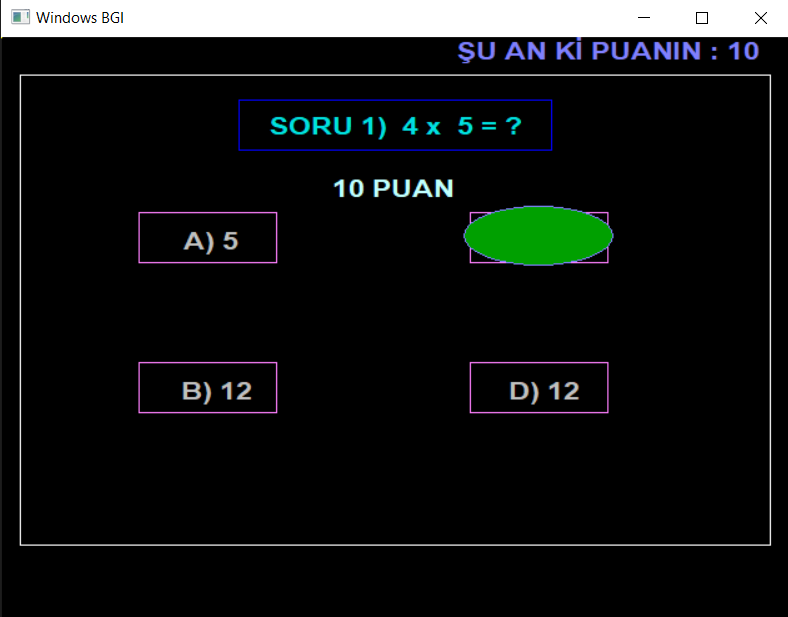 Windows BGI
ŞU AN Kİ PUANIN : 10
SORU 1)  4 x  5 = ?
10 PUAN
A) 5
B) 12
D) 12